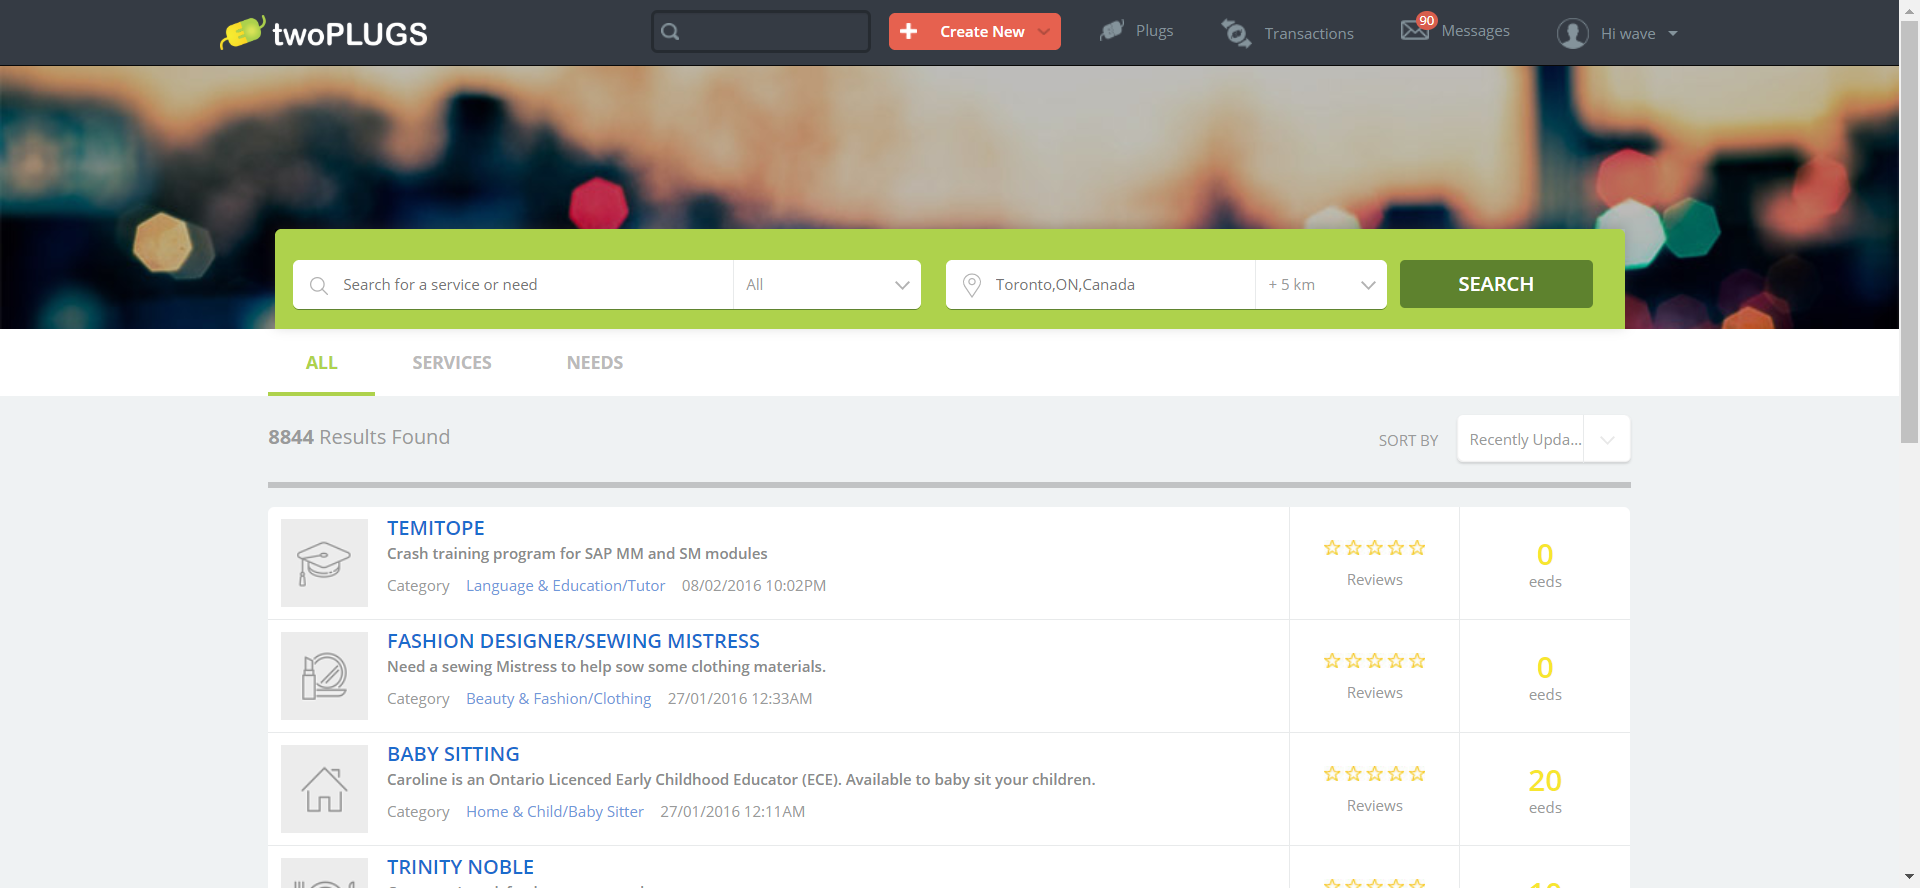 twoPLUGS
Create New
Plugs
Transactions
90
Messages
Hi wave
Search for a service or need
All
Toronto,ON,Canada
+ 5 km
SEARCH
ALL
SERVICES
NEEDS
8844 Results Found
SORT BY
Recently Upda...
TEMITOPE
Crash training program for SAP MM and SM modules
Category Language & Education/Tutor 08/02/2016 10:02PM
Reviews
0
eeds
FASHION DESIGNER/SEWING MISTRESS
Need a sewing Mistress to help sow some clothing materials.
Category Beauty & Fashion/Clothing 27/01/2016 12:33AM
Reviews
0
eeds
BABY SITTING
Caroline is an Ontario Licenced Early Childhood Educator (ECE). Available to baby sit your children.
Category Home & Child/Baby Sitter 27/01/2016 12:11AM
Reviews
20
eeds
TRINITY NOBLE